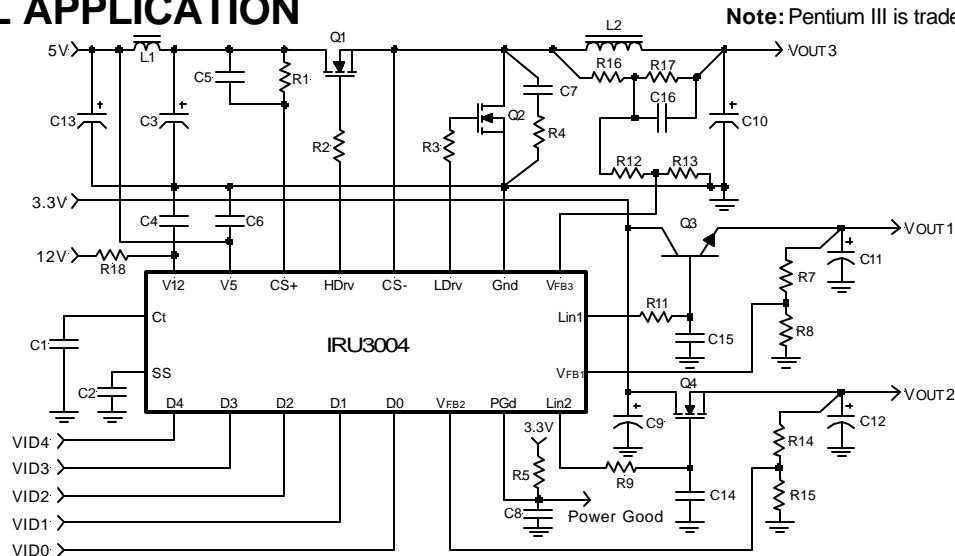 L APPLICATION
Note: Pentium III is trade
5V
L1
Q1
L2
VOUT3
C5
R1
R16
R17
C7
C16
C13
C3
Q2
C10
R2
R3
R4
R12
R13
3.3V
C4
C6
Q3
VOUT1
12V
R18
C11
R7
V12
V5
CS+
HDrv
CS-
LDrv
Gnd
VFB3
Ct
Lin1
R11
R8
C1
IRU3004
C15
SS
VFB1
C2
Q4
D4
D3
D2
D1
D0
VFB2
PGd
Lin2
VOUT2
3.3V
C9
C12
VID4
R14
VID3
R5
R9
VID2
C14
R15
C8
Power Good
VID1
VID0